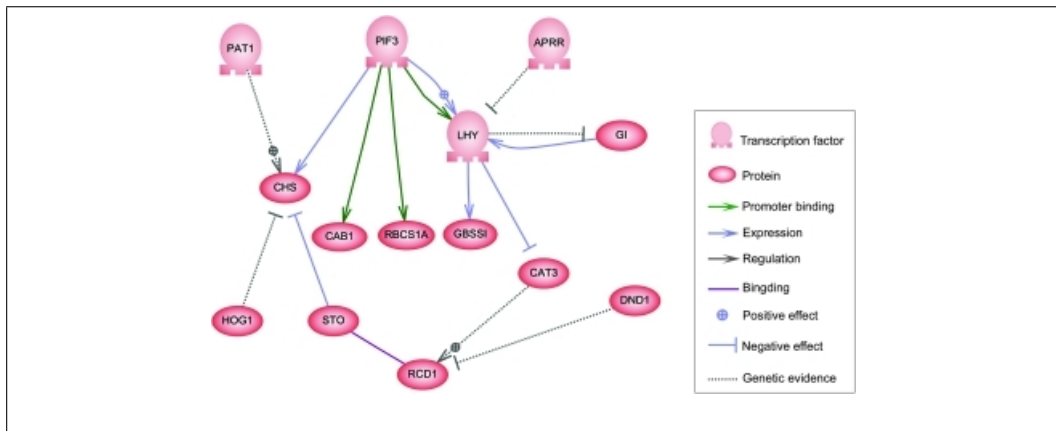 PAT1
PIF3
APRR
LHY
GI
CHS
CAB1
RBCS1A
GBSSI
CAT3
HOG1
STO
DND1
RCD1
Transcription factor
Protein
Promoter binding
Expression
Regulation
Bingding
Positive effect
Negative effect
Genetic evidence